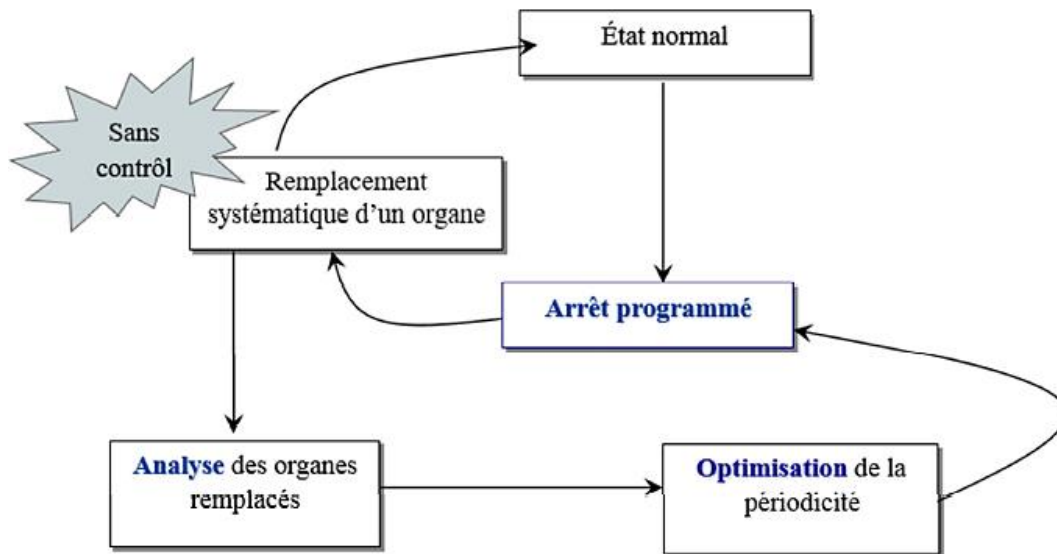 État normal
Sans
contrôl
Remplacement
systématique d’un organe
Arrêt programmé
Analyse des organes
remplacés
Optimisation de la
périodicité